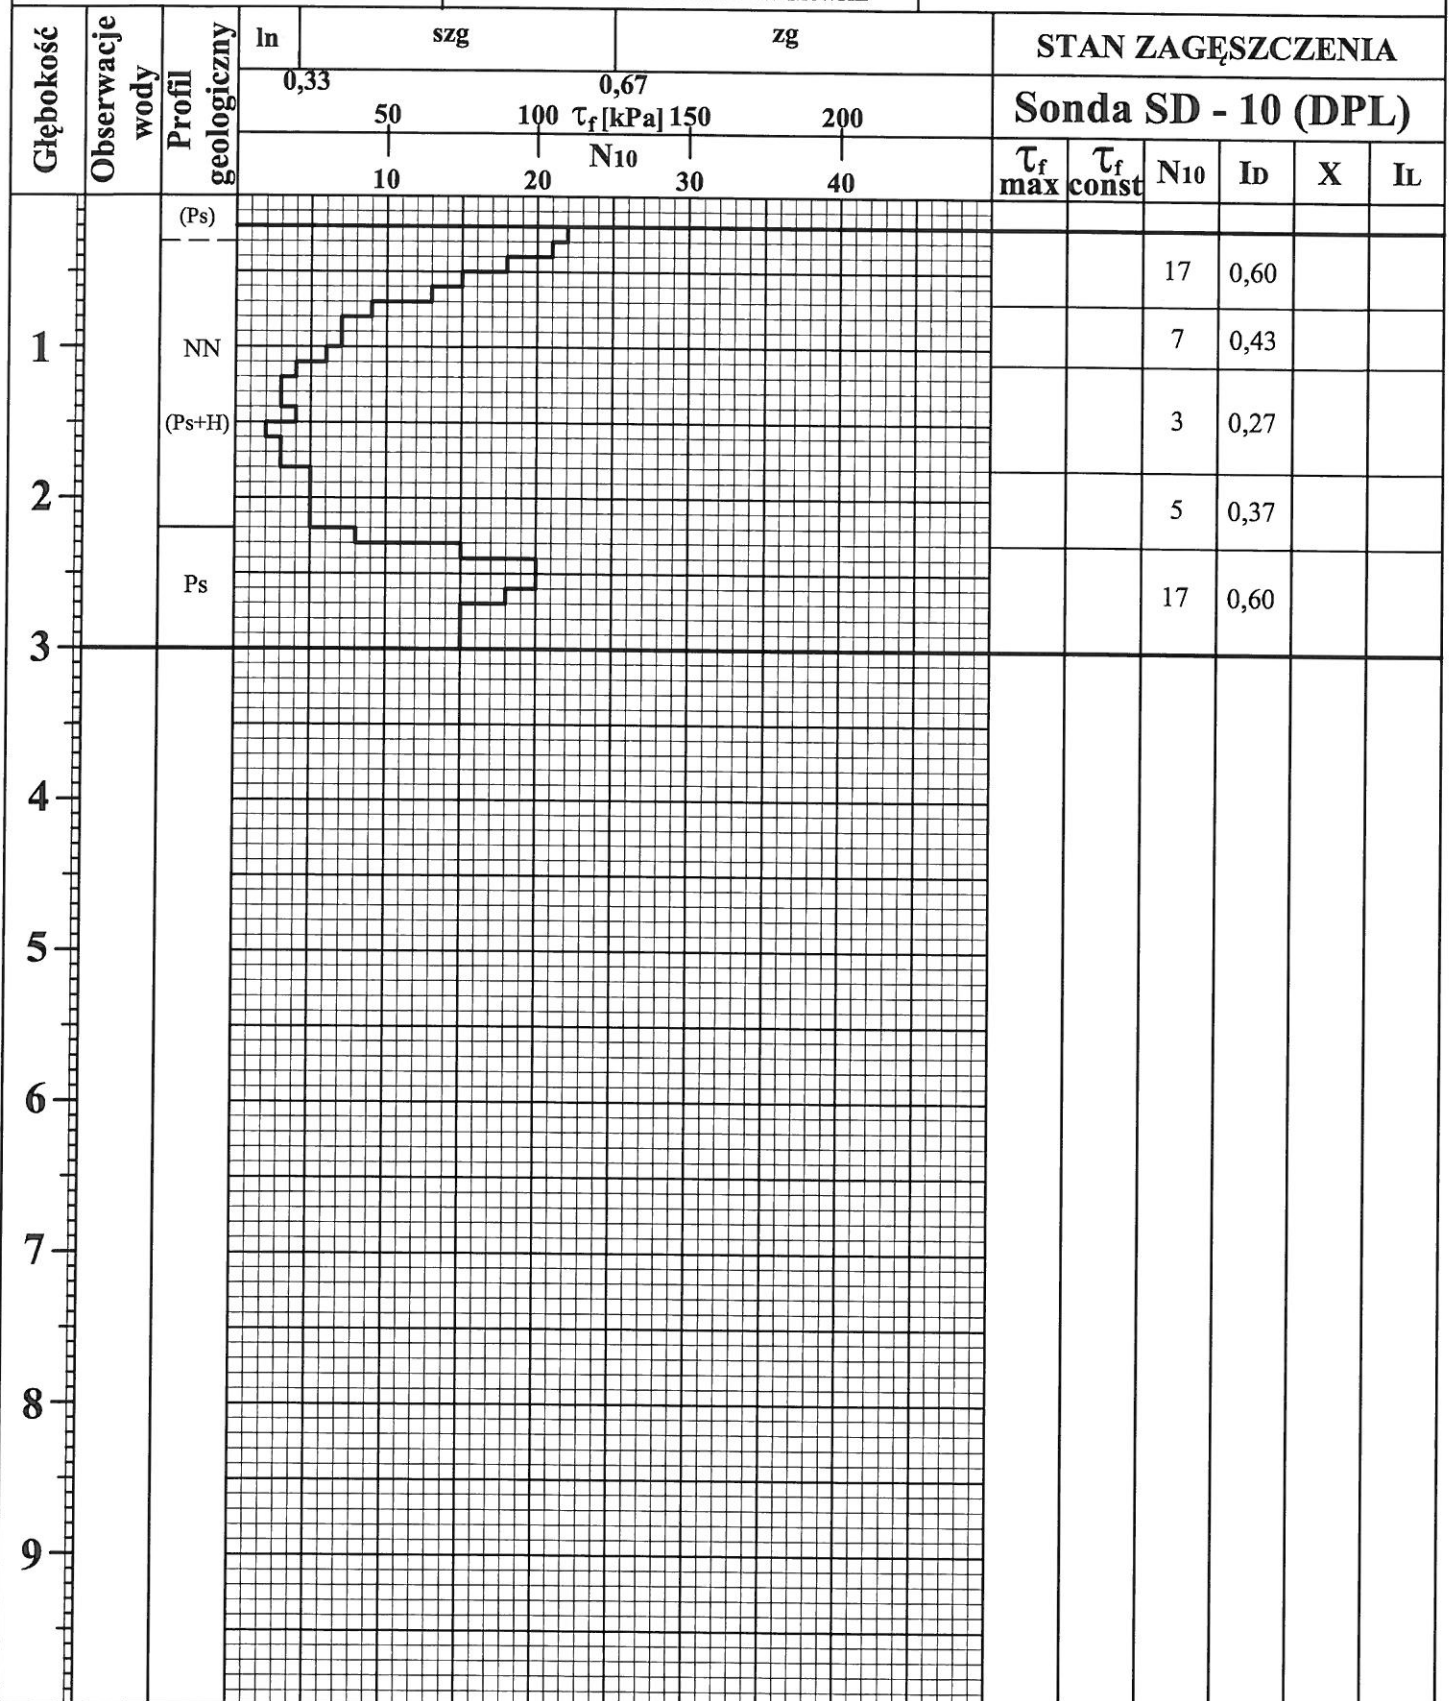 Głębokość
Obserwacje
wody
Profil
geologiczny
ln szg zg
0,33 0,67
50 100 τf [kPa] 150 200
N10
10 20 30 40
STAN ZAGĘSZCZENIA
Sonda SD - 10 (DPL)
τf max τf const N10 ID X IL
(Ps)
17 0,60
1 NN 7 0,43
(Ps+H) 3 0,27
2 5 0,37
Ps 17 0,60
3
4
5
6
7
8
9